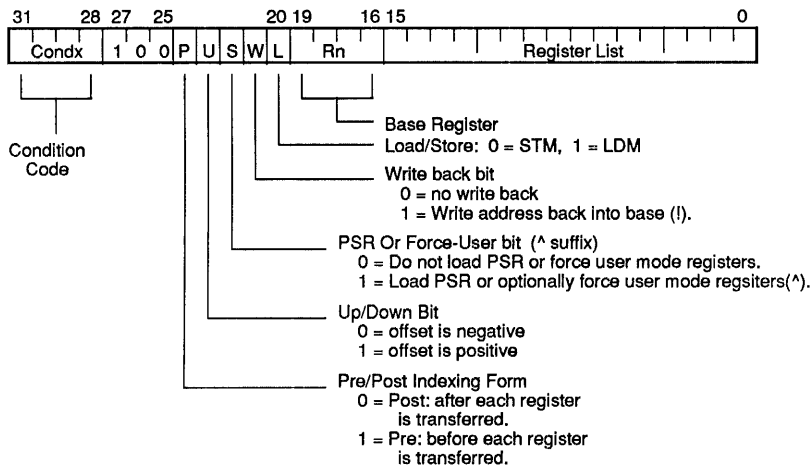 31 28 27 25 20 19 16 15 0
Condx 1 0 0 P U S W L Rn Register List
Base Register
Load/Store: 0 = STM, 1 = LDM
Condition
Code
Write back bit
0 = no write back
1 = Write address back into base (!).
PSR Or Force-User bit (^ suffix)
0 = Do not load PSR or force user mode registers.
1 = Load PSR or optionally force user mode regsiters(^).
Up/Down Bit
0 = offset is negative
1 = offset is positive
Pre/Post Indexing Form
0 = Post: after each register
is transferred.
1 = Pre: before each register
is transferred.